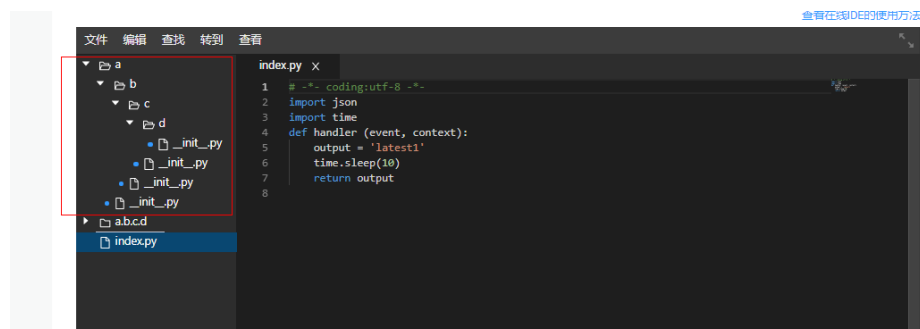 查看在线IDE的使用方法
文件 编辑 查找 转到 查看
a
b
c
d
__init__.py
__init__.py
__init__.py
__init__.py
a.b.c.d
index.py
index.py ×
1 # -*- coding:utf-8 -*-
2 import json
3 import time
4 def handler (event, context):
5 output = 'latest1'
6 time.sleep(10)
7 return output
8